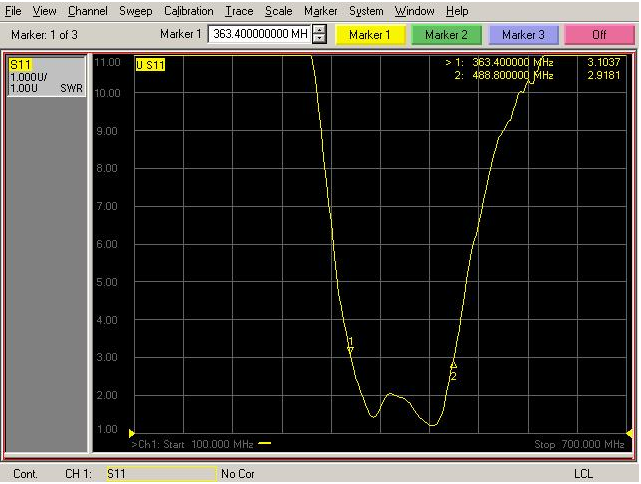 File View Channel Sweep Calibration Trace Scale Marker System Window Help
Marker: 1 of 3 Marker 1 363.400000000 MH Marker 1 Marker 2 Marker 3 Off
S11
1.000U/
1.00U SWR
U S11
> 1: 363.400000 MHz 3.1037
2: 488.800000 MHz 2.9181
11.00
10.00
9.00
8.00
7.00
6.00
5.00
4.00
3.00
2.00
1.00
1
2
>Ch1: Start 100.000 MHz Stop 700.000 MHz
Cont. CH 1: S11 No Cor LCL